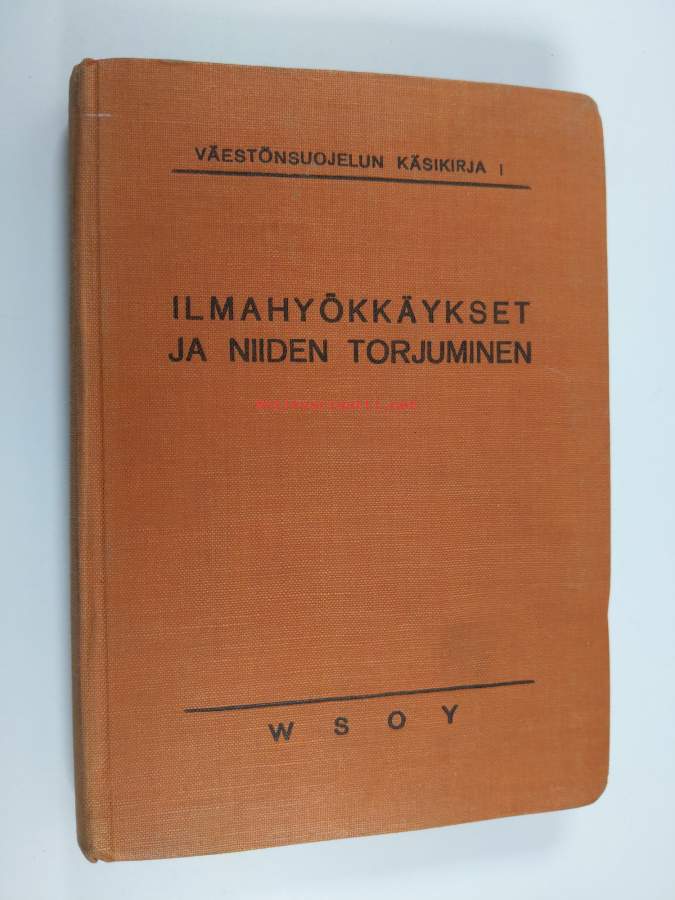 VÄESTÖNSUOJELUN KÄSIKIRJA I
ILMAHYÖKKÄYKSET
JA NIIDEN TORJUMINEN
WSOY